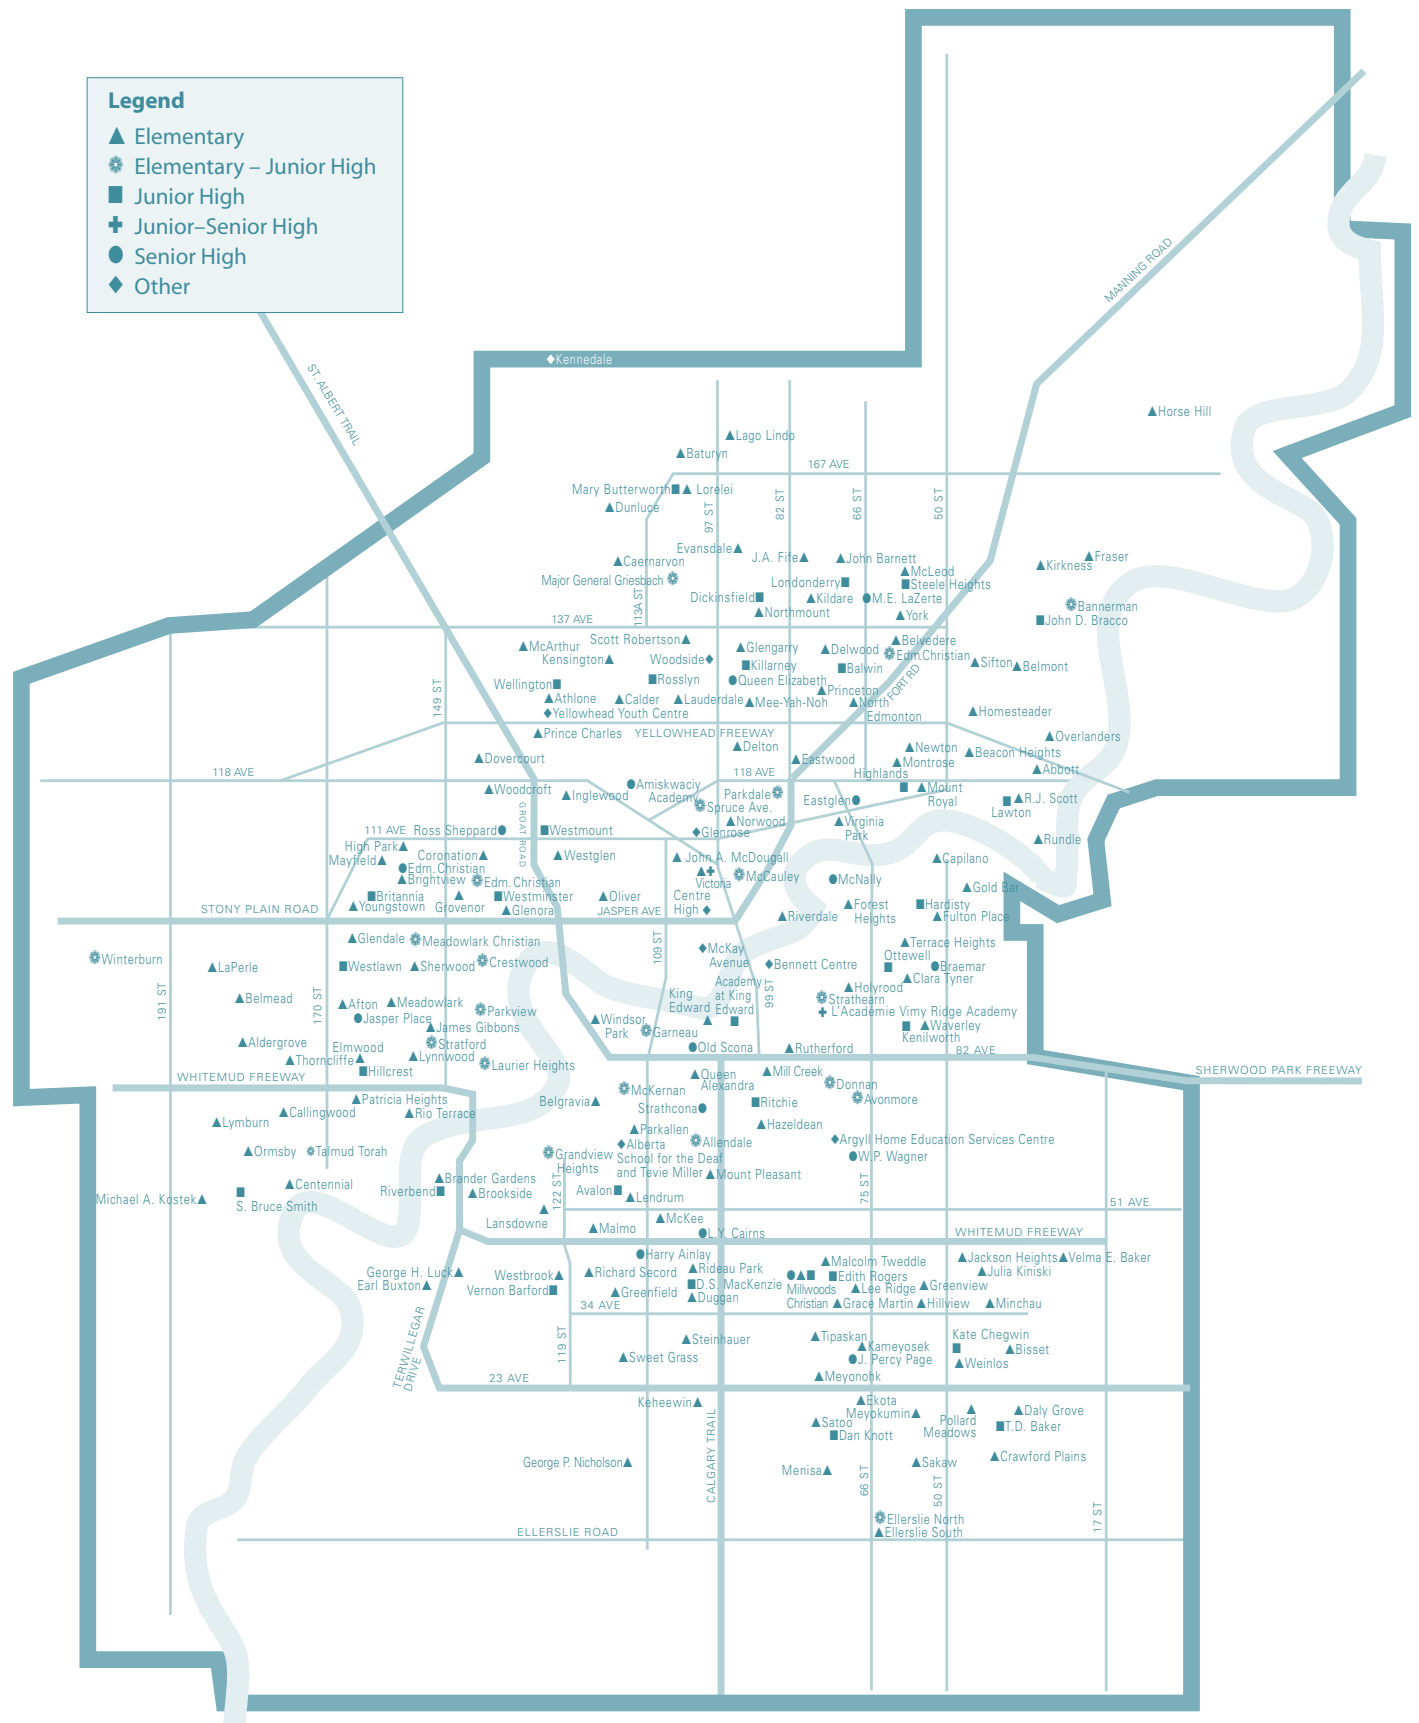 Legend
Elementary
Elementary – Junior High
Junior High
Junior–Senior High
Senior High
Other
MANNING ROAD
ST. ALBERT TRAIL
Kennedale
Horse Hill
Lago Lindo
Baturyn
167 AVE
Mary Butterworth
Lorelei
Dunluce
97 ST
82 ST
66 ST
50 ST
Evansdale
J.A. Fife
John Barnett
Fraser
Caernarvon
Kirkness
McLeod
Major General Griesbach
Londonderry
Steele Heights
113A ST
Dickinsfield
Kildare
M.E. LaZerte
Bannerman
Northmount
York
John D. Bracco
137 AVE
Scott Robertson
McArthur
Glengarry
Delwood
Belvedere
Edm.Christian
Kensington
Woodside
Killarney
Balwin
Sifton
Belmont
Wellington
Rosslyn
Queen Elizabeth
FORT RD
149 ST
Athlone
Calder
Lauderdale
Mee-Yah-Noh
Princeton
North
Edmonton
Yellowhead Youth Centre
Homesteader
Prince Charles
YELLOWHEAD FREEWAY
Overlanders
Delton
Newton
Beacon Heights
Dovercourt
Eastwood
Montrose
118 AVE
118 AVE
Highlands
Abbott
Woodcroft
Inglewood
Amiskwaciy
Academy
Parkdale
Eastglen
Mount
Royal
R.J. Scott
Lawton
Spruce Ave.
GROAT ROAD
111 AVE
Ross Sheppard
Westmount
Norwood
Glenrose
Virginia
Park
Rundle
High Park
Mayfield
Coronation
Westglen
John A. McDougall
Capilano
Edm.Christian
Brightview
Edm.Christian
Victoria
McCauley
McNally
Gold Bar
Britannia
Westminster
Oliver
Centre
High
Forest
Heights
Hardisty
Youngstown
Grovenor
Glenora
STONY PLAIN ROAD
JASPER AVE
Riverdale
Fulton Place
Glendale
Meadowlark Christian
109 ST
McKay
Avenue
Terrace Heights
Ottewell
Winterburn
LaPerle
Westlawn
Sherwood
Crestwood
Bennett Centre
Braemar
Clara Tyner
191 ST
Belmead
170 ST
Afton
Meadowlark
Parkview
King
Edward
Academy
at King
Edward
99 ST
Holyrood
Strathearn
Jasper Place
James Gibbons
Windsor
Park
L'Académie Vimy Ridge Academy
Garneau
Waverley
Kenilworth
Aldergrove
Elmwood
Stratford
Old Scona
Rutherford
82 AVE
Thorncliffe
Lynnwood
Laurier Heights
Hillcrest
SHERWOOD PARK FREEWAY
WHITEMUD FREEWAY
Queen
Alexandra
Mill Creek
Donnan
McKernan
Patricia Heights
Belgravia
Avonmore
Strathcona
Ritchie
Callingwood
Rio Terrace
Lymburn
Parkallen
Hazeldean
Argyll Home Education Services Centre
Allendale
Ormsby
Talmud Torah
Grandview
Heights
Alberta
School for the Deaf
and Tevie Miller
W.P. Wagner
Mount Pleasant
Centennial
Brander Gardens
122 ST
75 ST
Michael A. Kostek
S. Bruce Smith
Riverbend
Brookside
Avalon
Lendrum
51 AVE
Lansdowne
Malmo
McKee
L.Y. Cairns
WHITEMUD FREEWAY
Harry Ainlay
Malcolm Tweddle
Jackson Heights
Velma E. Baker
George H. Luck
Earl Buxton
Westbrook
Vernon Barford
Richard Secord
Rideau Park
Millwoods
Christian
Edith Rogers
Julia Kiniski
D.S. MacKenzie
Lee Ridge
Greenview
Greenfield
Duggan
Grace Martin
Hillview
Minchau
34 AVE
TERWILLEGAR
DRIVE
119 ST
Steinhauer
Tipaskan
Kate Chegwin
Kameyosek
Bisset
Sweet Grass
J. Percy Page
Weinlos
23 AVE
Meyonohk
Keheewin
Ekota
Meyokumin
Pollard
Meadows
Daly Grove
Satoo
T.D. Baker
Dan Knott
CALGARY TRAIL
George P. Nicholson
Menisa
Sakaw
Crawford Plains
66 ST
50 ST
17 ST
Ellerslie North
ELLERSLIE ROAD
Ellerslie South